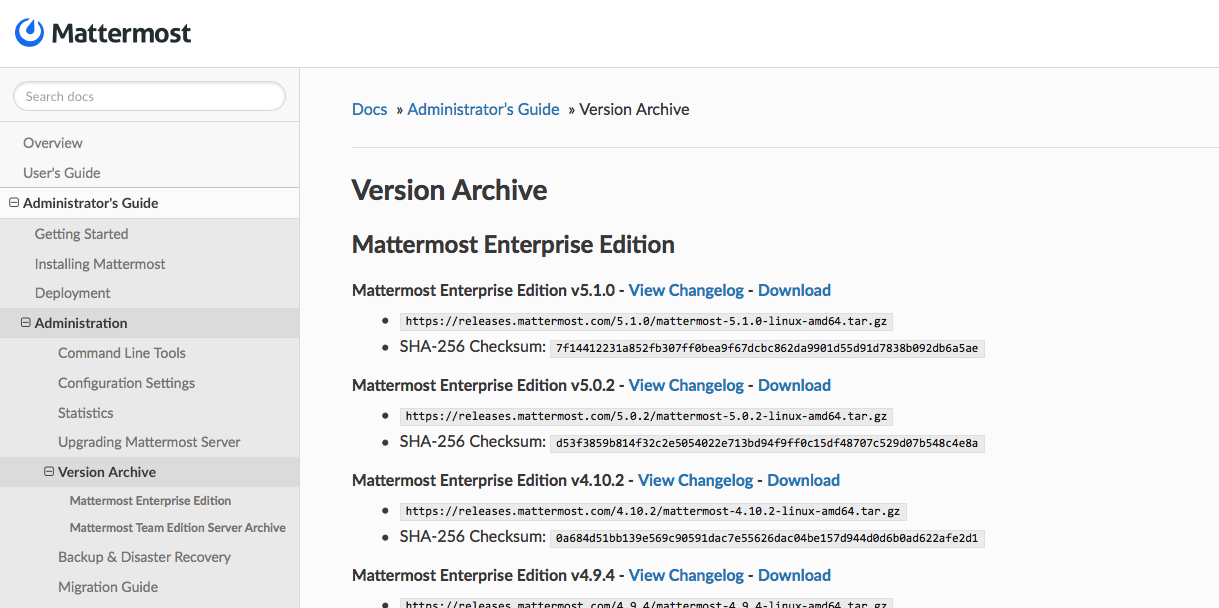 Mattermost
Search docs
Overview
User's Guide
Administrator's Guide
Getting Started
Installing Mattermost
Deployment
Administration
Command Line Tools
Configuration Settings
Statistics
Upgrading Mattermost Server
Version Archive
Mattermost Enterprise Edition
Mattermost Team Edition Server Archive
Backup & Disaster Recovery
Migration Guide
Docs » Administrator's Guide » Version Archive
Version Archive
Mattermost Enterprise Edition
Mattermost Enterprise Edition v5.1.0 - View Changelog - Download
https://releases.mattermost.com/5.1.0/mattermost-5.1.0-linux-amd64.tar.gz
SHA-256 Checksum: 7f14412231a852fb307ff0bea9f67dcbc862da9901d55d91d7838b092db6a5ae
Mattermost Enterprise Edition v5.0.2 - View Changelog - Download
https://releases.mattermost.com/5.0.2/mattermost-5.0.2-linux-amd64.tar.gz
SHA-256 Checksum: d53f3859b814f32c2e5054022e713bd94f9ff0c15df48707c529d07b548c4e8a
Mattermost Enterprise Edition v4.10.2 - View Changelog - Download
https://releases.mattermost.com/4.10.2/mattermost-4.10.2-linux-amd64.tar.gz
SHA-256 Checksum: 0a684d51bb139e569c90591dac7e55626dac04be157d944d0d6b0ad622afe2d1
Mattermost Enterprise Edition v4.9.4 - View Changelog - Download
https://releases.mattermost.com/4.9.4/mattermost-4.9.4-linux-amd64.tar.gz